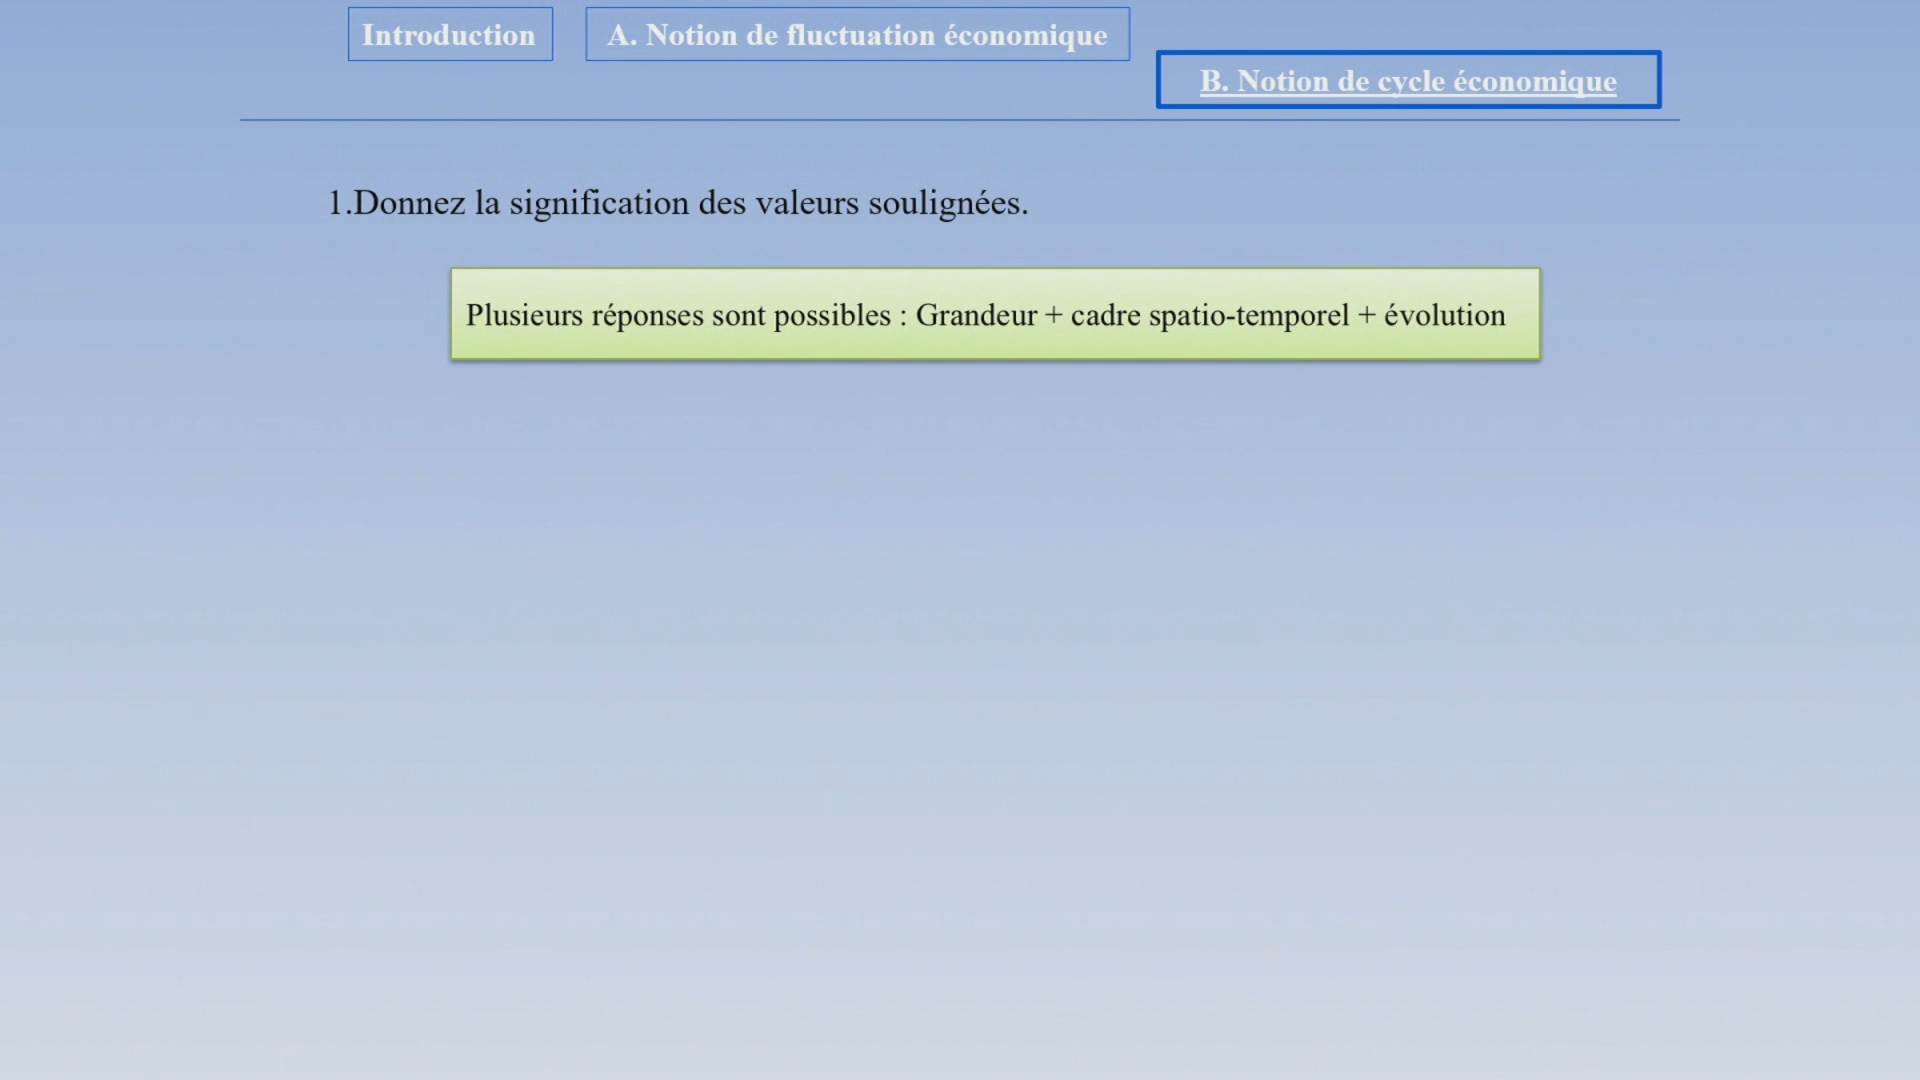 Introduction
A. Notion de fluctuation économique
B. Notion de cycle économique
1.Donnez la signification des valeurs soulignées.
Plusieurs réponses sont possibles : Grandeur + cadre spatio-temporel + évolution